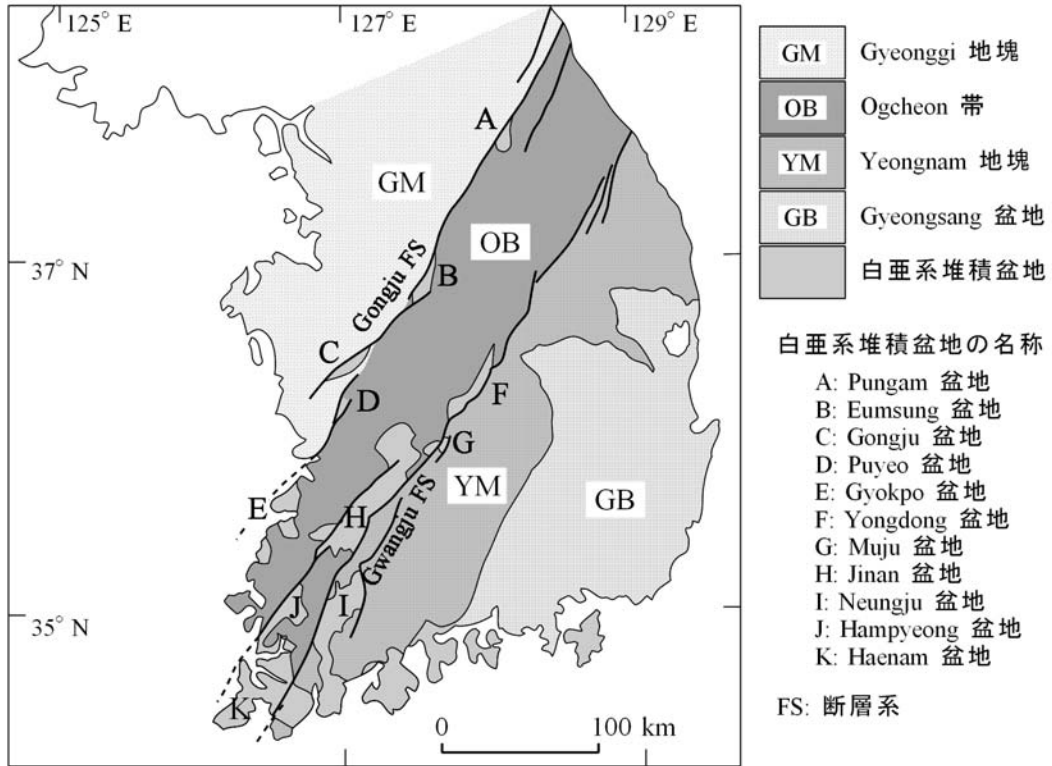 125° E
127° E
129° E
37° N
35° N
A
GM
OB
Gongju FS
B
C
D
F
G
E
H
YM
GB
Gwangju FS
J
I
K
0
100 km
GM
Gyeonggi 地塊
OB
Ogcheon 帯
YM
Yeongnam 地塊
GB
Gyeongsang 盆地
白亜系堆積盆地
白亜系堆積盆地の名称
A: Pungam 盆地
B: Eumsung 盆地
C: Gongju 盆地
D: Puyeo 盆地
E: Gyokpo 盆地
F: Yongdong 盆地
G: Muju 盆地
H: Jinan 盆地
I: Neungju 盆地
J: Hampyeong 盆地
K: Haenam 盆地
FS: 断層系